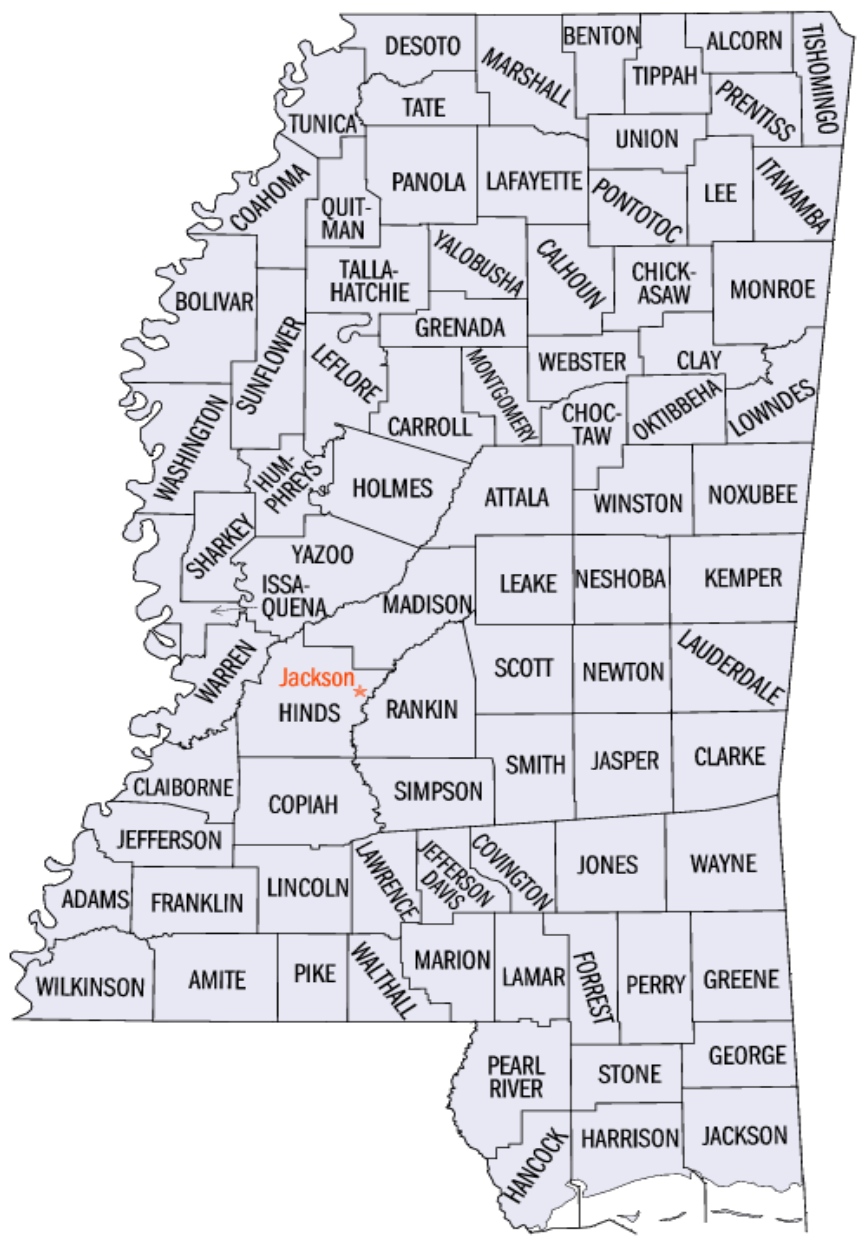 DESOTO
BENTON
ALCORN
TISHOMINGO
MARSHALL
TIPPAH
PRENTISS
TATE
TUNICA
UNION
PANOLA
LAFAYETTE
PONTOTOC
LEE
ITAWAMBA
COAHOMA
QUIT-
MAN
YALOBUSHA
CALHOUN
CHICK-
ASAW
MONROE
TALLA-
HATCHIE
BOLIVAR
SUNFLOWER
LEFLORE
GRENADA
WEBSTER
CLAY
MONTGOMERY
CARROLL
CHOC-
TAW
OKTIBBEHA
LOWNDES
WASHINGTON
HUM-
PHREYS
HOLMES
ATTALA
WINSTON
NOXUBEE
SHARKEY
YAZOO
ISSA-
QUENA
MADISON
LEAKE
NESHOBA
KEMPER
WARREN
Jackson
HINDS
RANKIN
SCOTT
NEWTON
LAUDERDALE
CLAIBORNE
COPIAH
SIMPSON
SMITH
JASPER
CLARKE
JEFFERSON
LAWRENCE
JEFFERSON
DAVIS
COVINGTON
JONES
WAYNE
ADAMS
FRANKLIN
LINCOLN
WILKINSON
AMITE
PIKE
WALTHALL
MARION
LAMAR
FORREST
PERRY
GREENE
PEARL
RIVER
STONE
GEORGE
HANCOCK
HARRISON
JACKSON